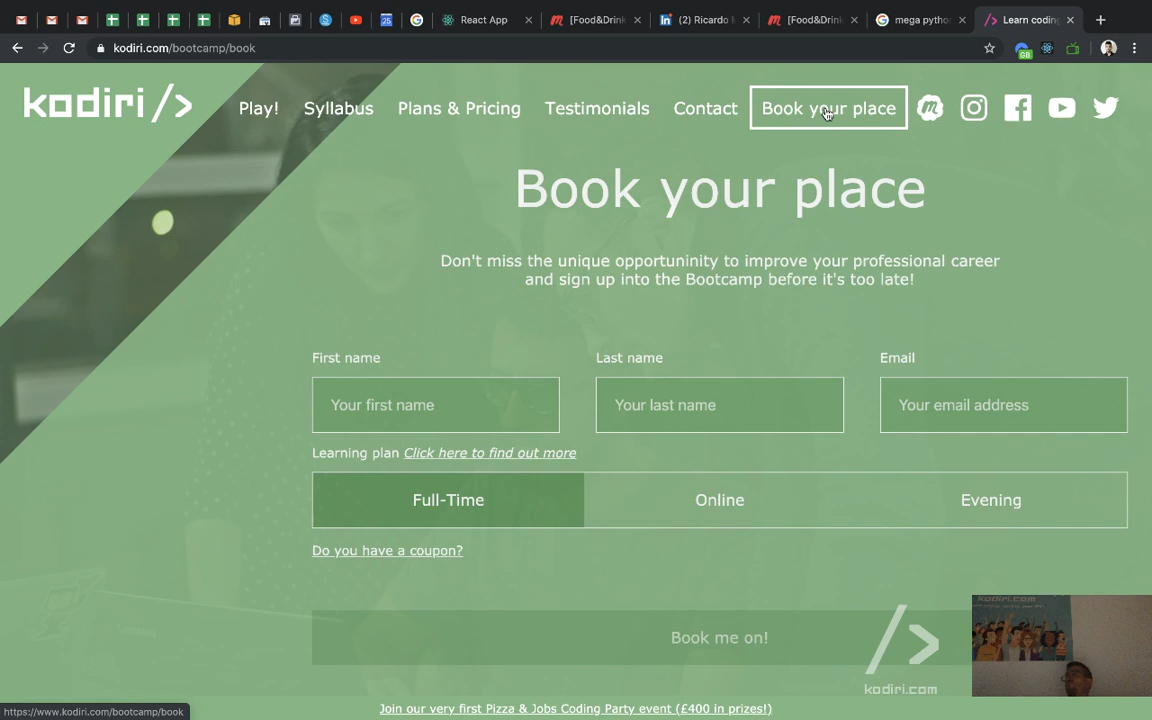 React App
[Food&Drink
(2) Ricardo
[Food&Drink
mega python
Learn coding
kodiri.com/bootcamp/book
GB
kodiri /> Play! Syllabus Plans & Pricing Testimonials Contact Book your place
Book your place
Don't miss the unique opportuninity to improve your professional career
and sign up into the Bootcamp before it's too late!
First name Last name Email
Your first name Your last name Your email address
Learning plan Click here to find out more
Full-Time Online Evening
Do you have a coupon?
Book me on!
/>
kodiri.com
kodiri.com
https://www.kodiri.com/bootcamp/book
Join our very first Pizza & Jobs Coding Party event (£400 in prizes!)